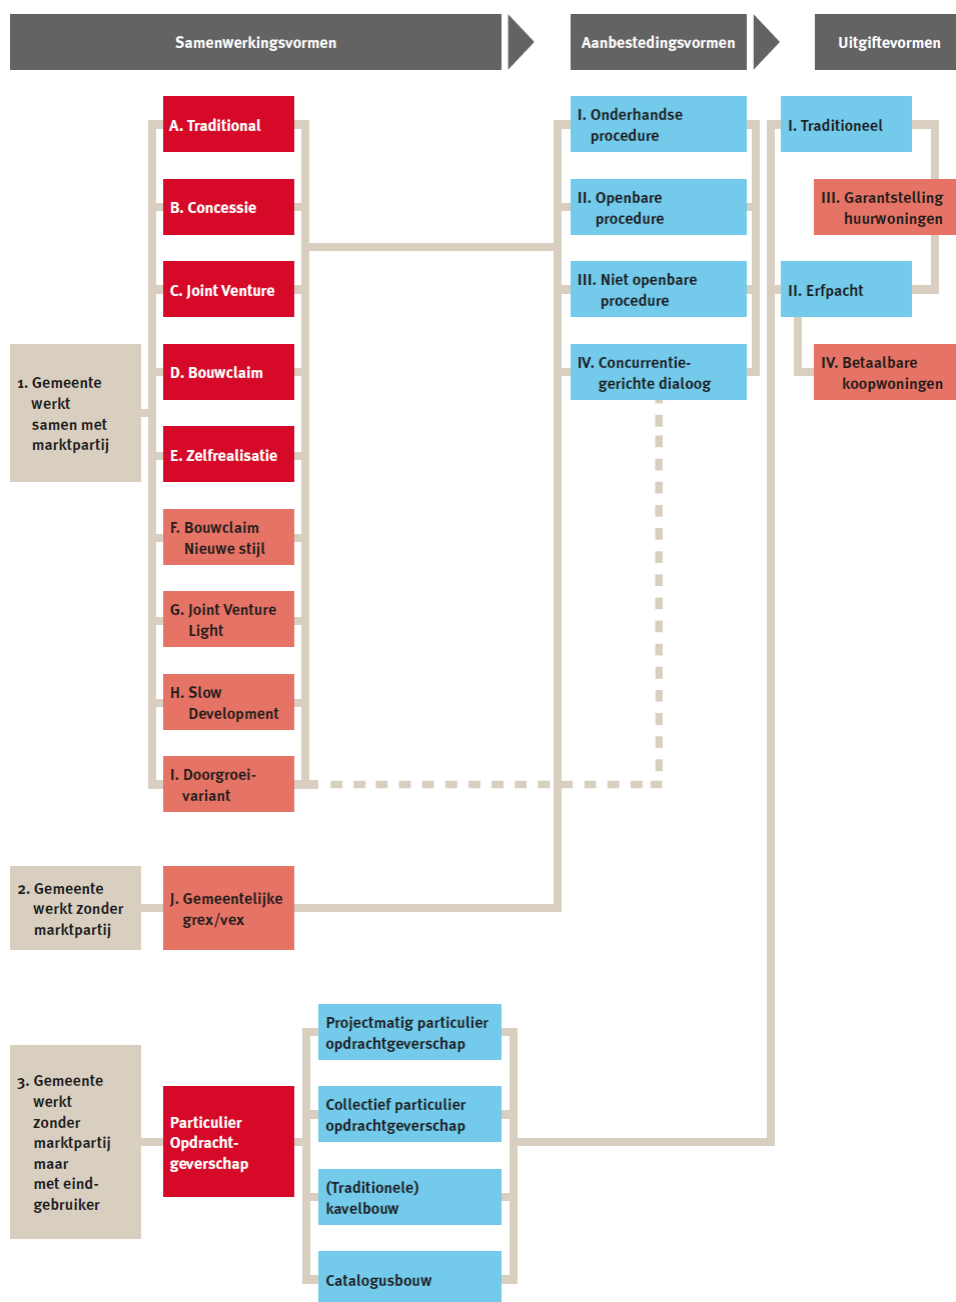 Samenwerkingsvormen
Aanbestedingsvormen
Uitgiftevormen
1. Gemeente
werkt
samen met
marktpartij
A. Traditional
B. Concessie
C. Joint Venture
D. Bouwclaim
E. Zelfrealisatie
F. Bouwclaim
Nieuwe stijl
G. Joint Venture
Light
H. Slow
Development
I. Doorgroei-
variant
I. Onderhandse
procedure
II. Openbare
procedure
III. Niet openbare
procedure
IV. Concurrentie-
gerichte dialoog
I. Traditioneel
III. Garantstelling
huurwoningen
II. Erfpacht
IV. Betaalbare
koopwoningen
2. Gemeente
werkt zonder
marktpartij
J. Gemeentelijke
grex/vex
3. Gemeente
werkt
zonder
marktpartij
maar
met eind-
gebruiker
Particulier
Opdracht-
geverschap
Projectmatig particulier
opdrachtgeverschap
Collectief particulier
opdrachtgeverschap
(Traditionele)
kavelbouw
Catalogusbouw